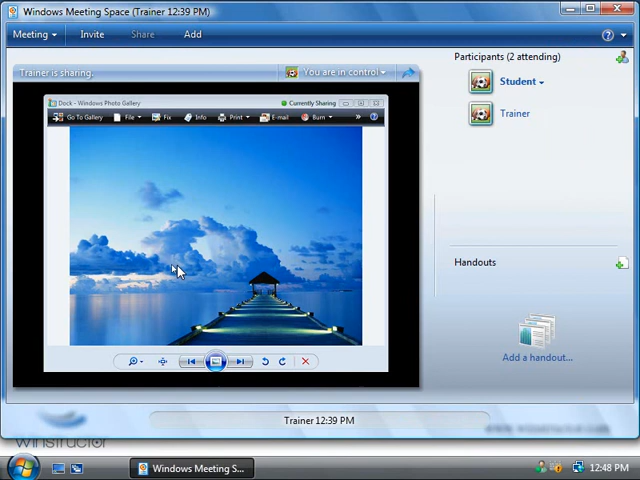 Windows Meeting Space (Trainer 12:39 PM)
Meeting Invite Share Add
Trainer is sharing.
You are in control
Participants (2 attending)
Student
Trainer
Dock - Windows Photo Gallery
Currently Sharing
Go To Gallery File Fix Info Print E-mail Burn »
Handouts
Add a handout...
Trainer 12:39 PM
winstructor
Windows Meeting S...
12:48 PM